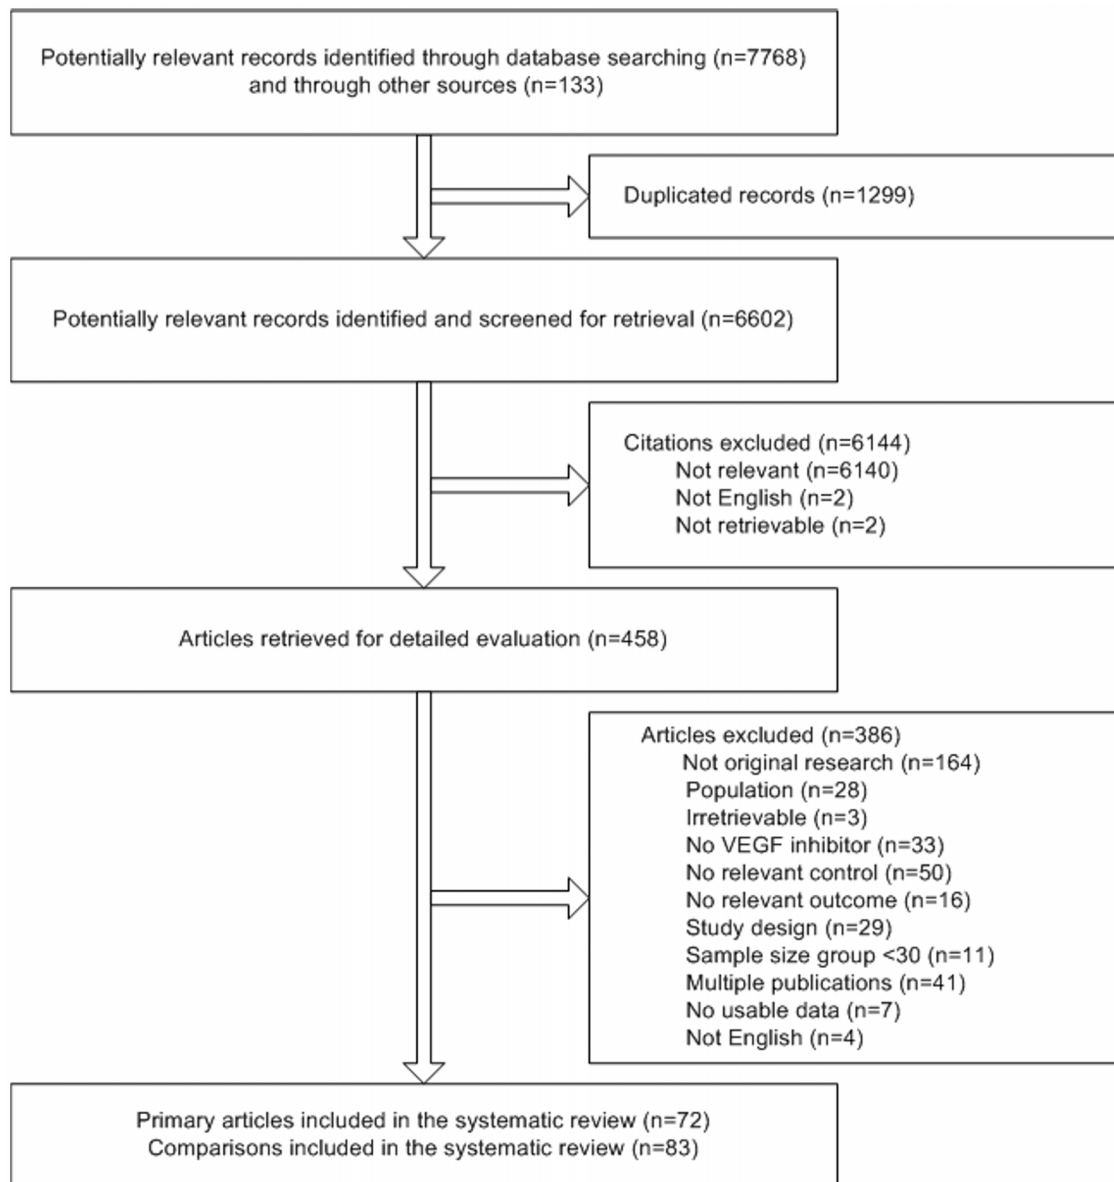 Potentially relevant records identified through database searching (n=7768)
and through other sources (n=133)
Duplicated records (n=1299)
Potentially relevant records identified and screened for retrieval (n=6602)
Citations excluded (n=6144)
Not relevant (n=6140)
Not English (n=2)
Not retrievable (n=2)
Articles retrieved for detailed evaluation (n=458)
Articles excluded (n=386)
Not original research (n=164)
Population (n=28)
Irretrievable (n=3)
No VEGF inhibitor (n=33)
No relevant control (n=50)
No relevant outcome (n=16)
Study design (n=29)
Sample size group <30 (n=11)
Multiple publications (n=41)
No usable data (n=7)
Not English (n=4)
Primary articles included in the systematic review (n=72)
Comparisons included in the systematic review (n=83)